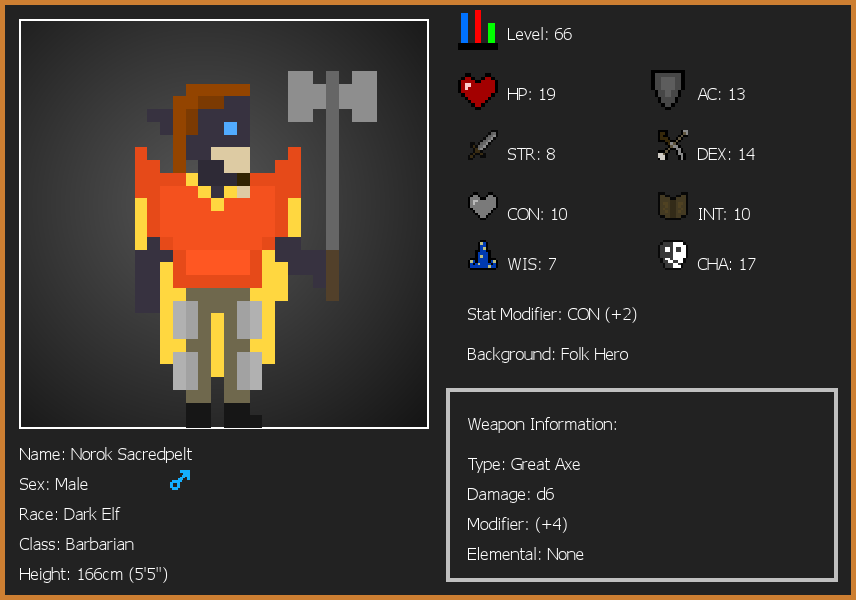 Level: 66
HP: 19
AC: 13
STR: 8
DEX: 14
CON: 10
INT: 10
WIS: 7
CHA: 17
Stat Modifier: CON (+2)
Background: Folk Hero
Weapon Information:
Type: Great Axe
Damage: d6
Modifier: (+4)
Elemental: None
Name: Norok Sacredpelt
Sex: Male
Race: Dark Elf
Class: Barbarian
Height: 166cm (5'5")